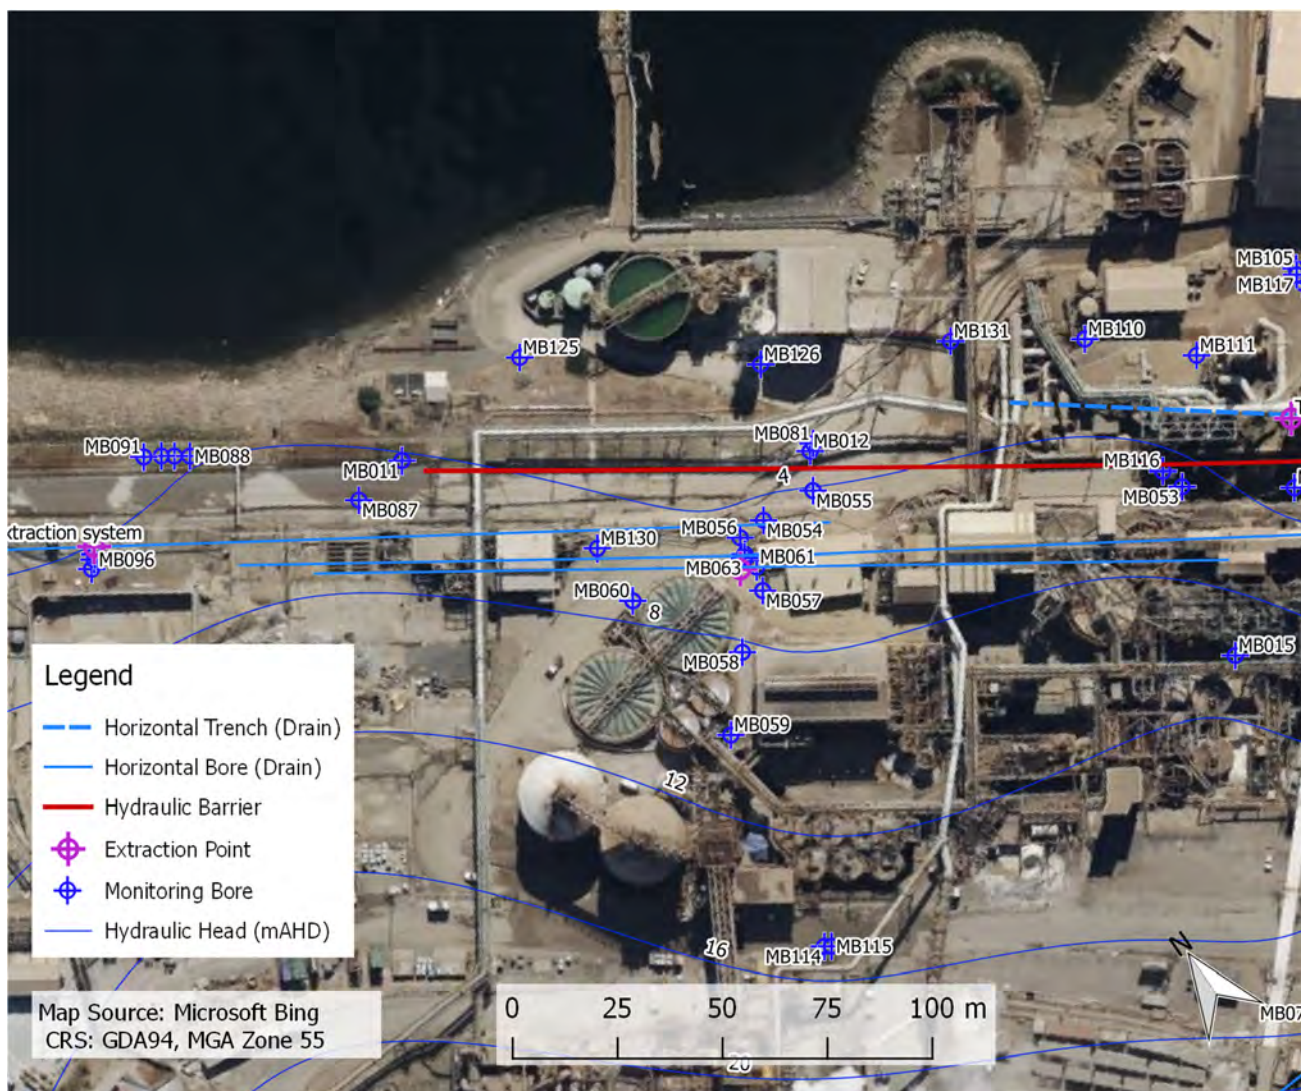 MB105
MB117
MB131
MB110
MB125
MB126
MB111
MB081
MB012
MB091
MB088
MB011
MB116
4
MB053
MB055
MB087
MB056
MB054
xtraction system
MB130
MB061
MB096
MB063
MB060
MB057
8
MB058
MB015
MB059
Legend
Horizontal Trench (Drain)
Horizontal Bore (Drain)
Hydraulic Barrier
Extraction Point
Monitoring Bore
Hydraulic Head (mAHD)
12
16
MB114
MB115
N
Map Source: Microsoft Bing
CRS: GDA94, MGA Zone 55
0 25 50 75 100 m
MB07
20